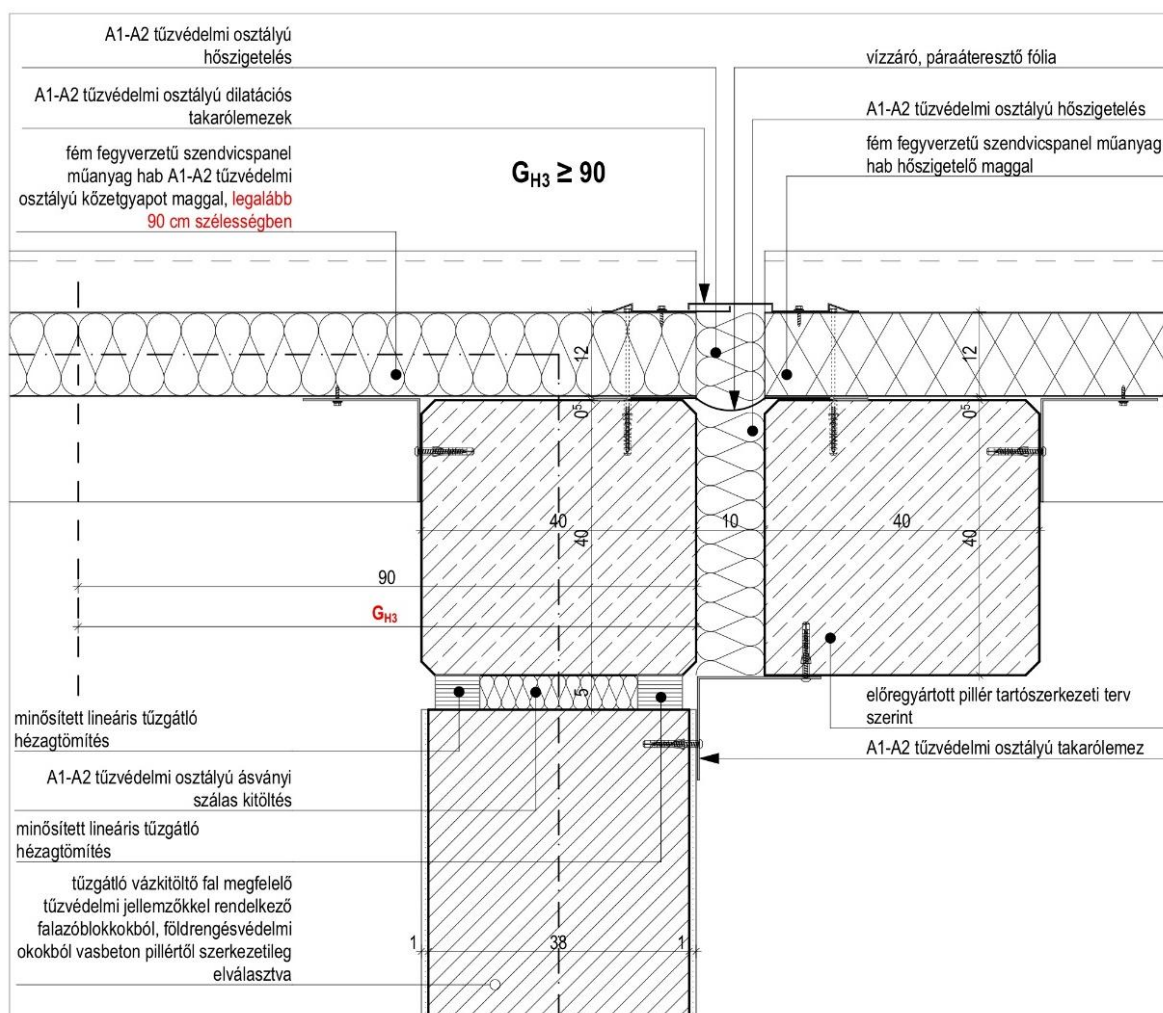 A1-A2 tűzvédelmi osztályú
hőszigetelés
A1-A2 tűzvédelmi osztályú dilatációs
takarólemezek
fém fegyverzetű szendvicspanel
műanyag hab A1-A2 tűzvédelmi
osztályú kőzetgyapot maggal, legalább
90 cm szélességben
G_H3 ≥ 90
vízzáró, páraáteresztő fólia
A1-A2 tűzvédelmi osztályú hőszigetelés
fém fegyverzetű szendvicspanel műanyag
hab hőszigetelő maggal
12
12
0⁵
0⁵
40
10
40
40
40
90
G_H3
5
minősített lineáris tűzgátló
hézagtömítés
A1-A2 tűzvédelmi osztályú ásványi
szálas kitöltés
minősített lineáris tűzgátló
hézagtömítés
tűzgátló vázkitöltő fal megfelelő
tűzvédelmi jellemzőkkel rendelkező
falazóblokkokból, földrengésvédelmi
okokból vasbeton pillértől szerkezetileg
elválasztva
előregyártott pillér tartószerkezeti terv
szerint
A1-A2 tűzvédelmi osztályú takarólemez
1
38
1